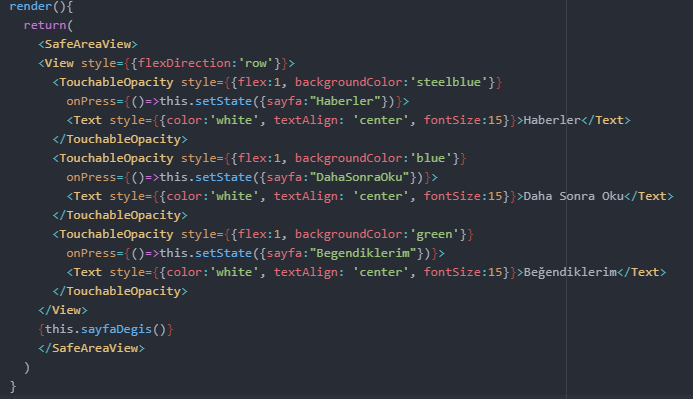 render(){
return(
<SafeAreaView>
<View style={{flexDirection:'row'}}>
<TouchableOpacity style={{flex:1, backgroundColor:'steelblue'}}
onPress={()=>this.setState({sayfa:"Haberler"})}>
<Text style={{color:'white', textAlign: 'center', fontSize:15}}>Haberler</Text>
</TouchableOpacity>
<TouchableOpacity style={{flex:1, backgroundColor:'blue'}}
onPress={()=>this.setState({sayfa:"DahaSonraOku"})}>
<Text style={{color:'white', textAlign: 'center', fontSize:15}}>Daha Sonra Oku</Text>
</TouchableOpacity>
<TouchableOpacity style={{flex:1, backgroundColor:'green'}}
onPress={()=>this.setState({sayfa:"Begendiklerim"})}>
<Text style={{color:'white', textAlign: 'center', fontSize:15}}>Beğendiklerim</Text>
</TouchableOpacity>
</View>
{this.sayfaDegis()}
</SafeAreaView>
)
}